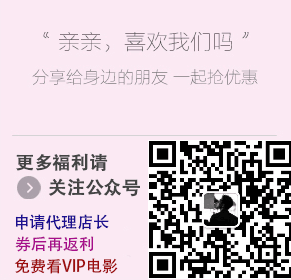 “ 亲亲，喜欢我们吗 ”
分享给身边的朋友 一起抢优惠
更多福利请
关注公众号
申请代理店长
券后再返利
免费看VIP电影